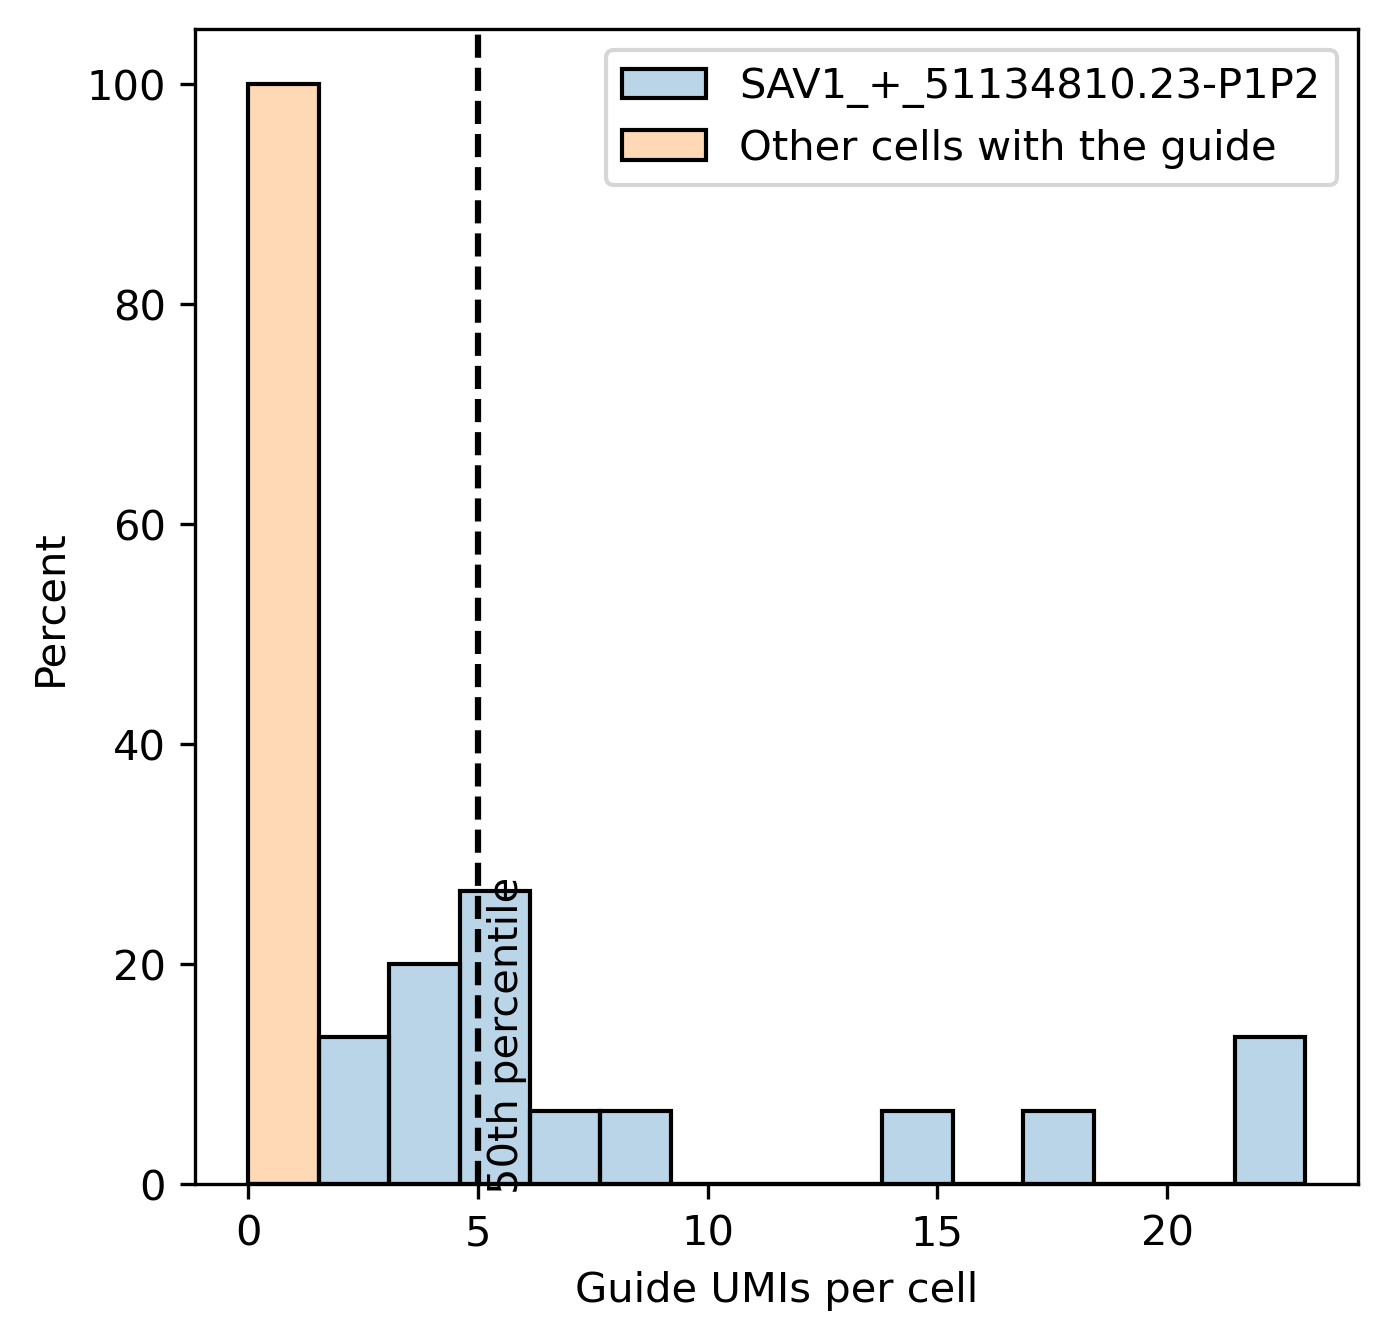 SAV1_+_51134810.23-P1P2
Other cells with the guide
100
80
60
40
20
0
Percent
50th percentile
0 5 10 15 20
Guide UMIs per cell